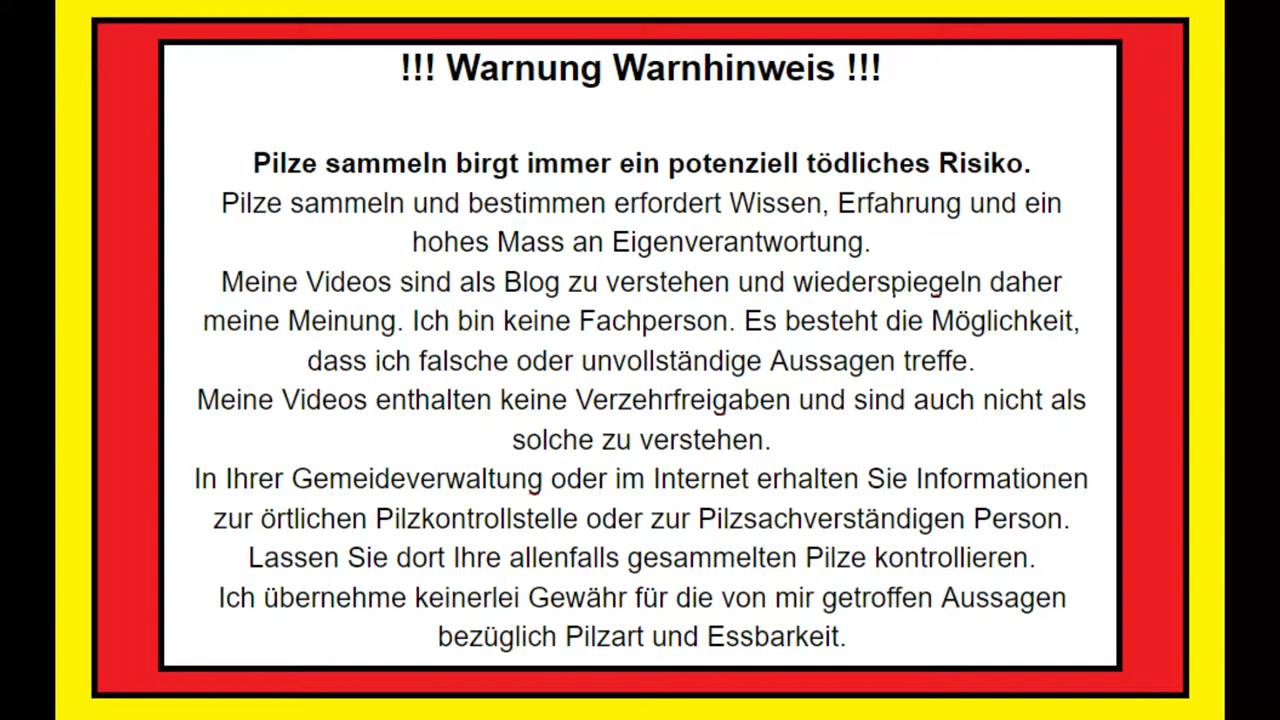 !!! Warnung Warnhinweis !!!
Pilze sammeln birgt immer ein potenziell tödliches Risiko.
Pilze sammeln und bestimmen erfordert Wissen, Erfahrung und ein
hohes Mass an Eigenverantwortung.
Meine Videos sind als Blog zu verstehen und wiederspiegeln daher
meine Meinung. Ich bin keine Fachperson. Es besteht die Möglichkeit,
dass ich falsche oder unvollständige Aussagen treffe.
Meine Videos enthalten keine Verzehrfreigaben und sind auch nicht als
solche zu verstehen.
In Ihrer Gemeideverwaltung oder im Internet erhalten Sie Informationen
zur örtlichen Pilzkontrollstelle oder zur Pilzsachverständigen Person.
Lassen Sie dort Ihre allenfalls gesammelten Pilze kontrollieren.
Ich übernehme keinerlei Gewähr für die von mir getroffen Aussagen
bezüglich Pilzart und Essbarkeit.